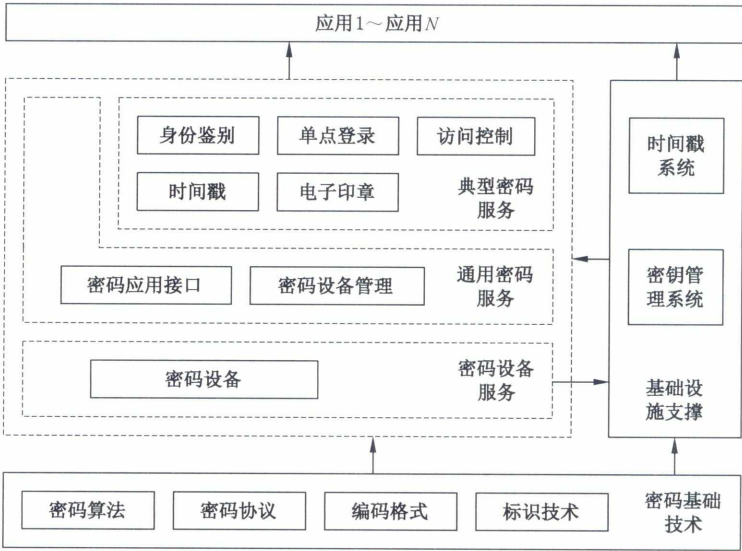 应用1～应用N
身份鉴别
单点登录
访问控制
时间戳
电子印章
典型密码
服务
密码应用接口
密码设备管理
通用密码
服务
密码设备
密码设备
服务
时间戳
系统
密钥管
理系统
基础设
施支撑
密码算法
密码协议
编码格式
标识技术
密码基础
技术